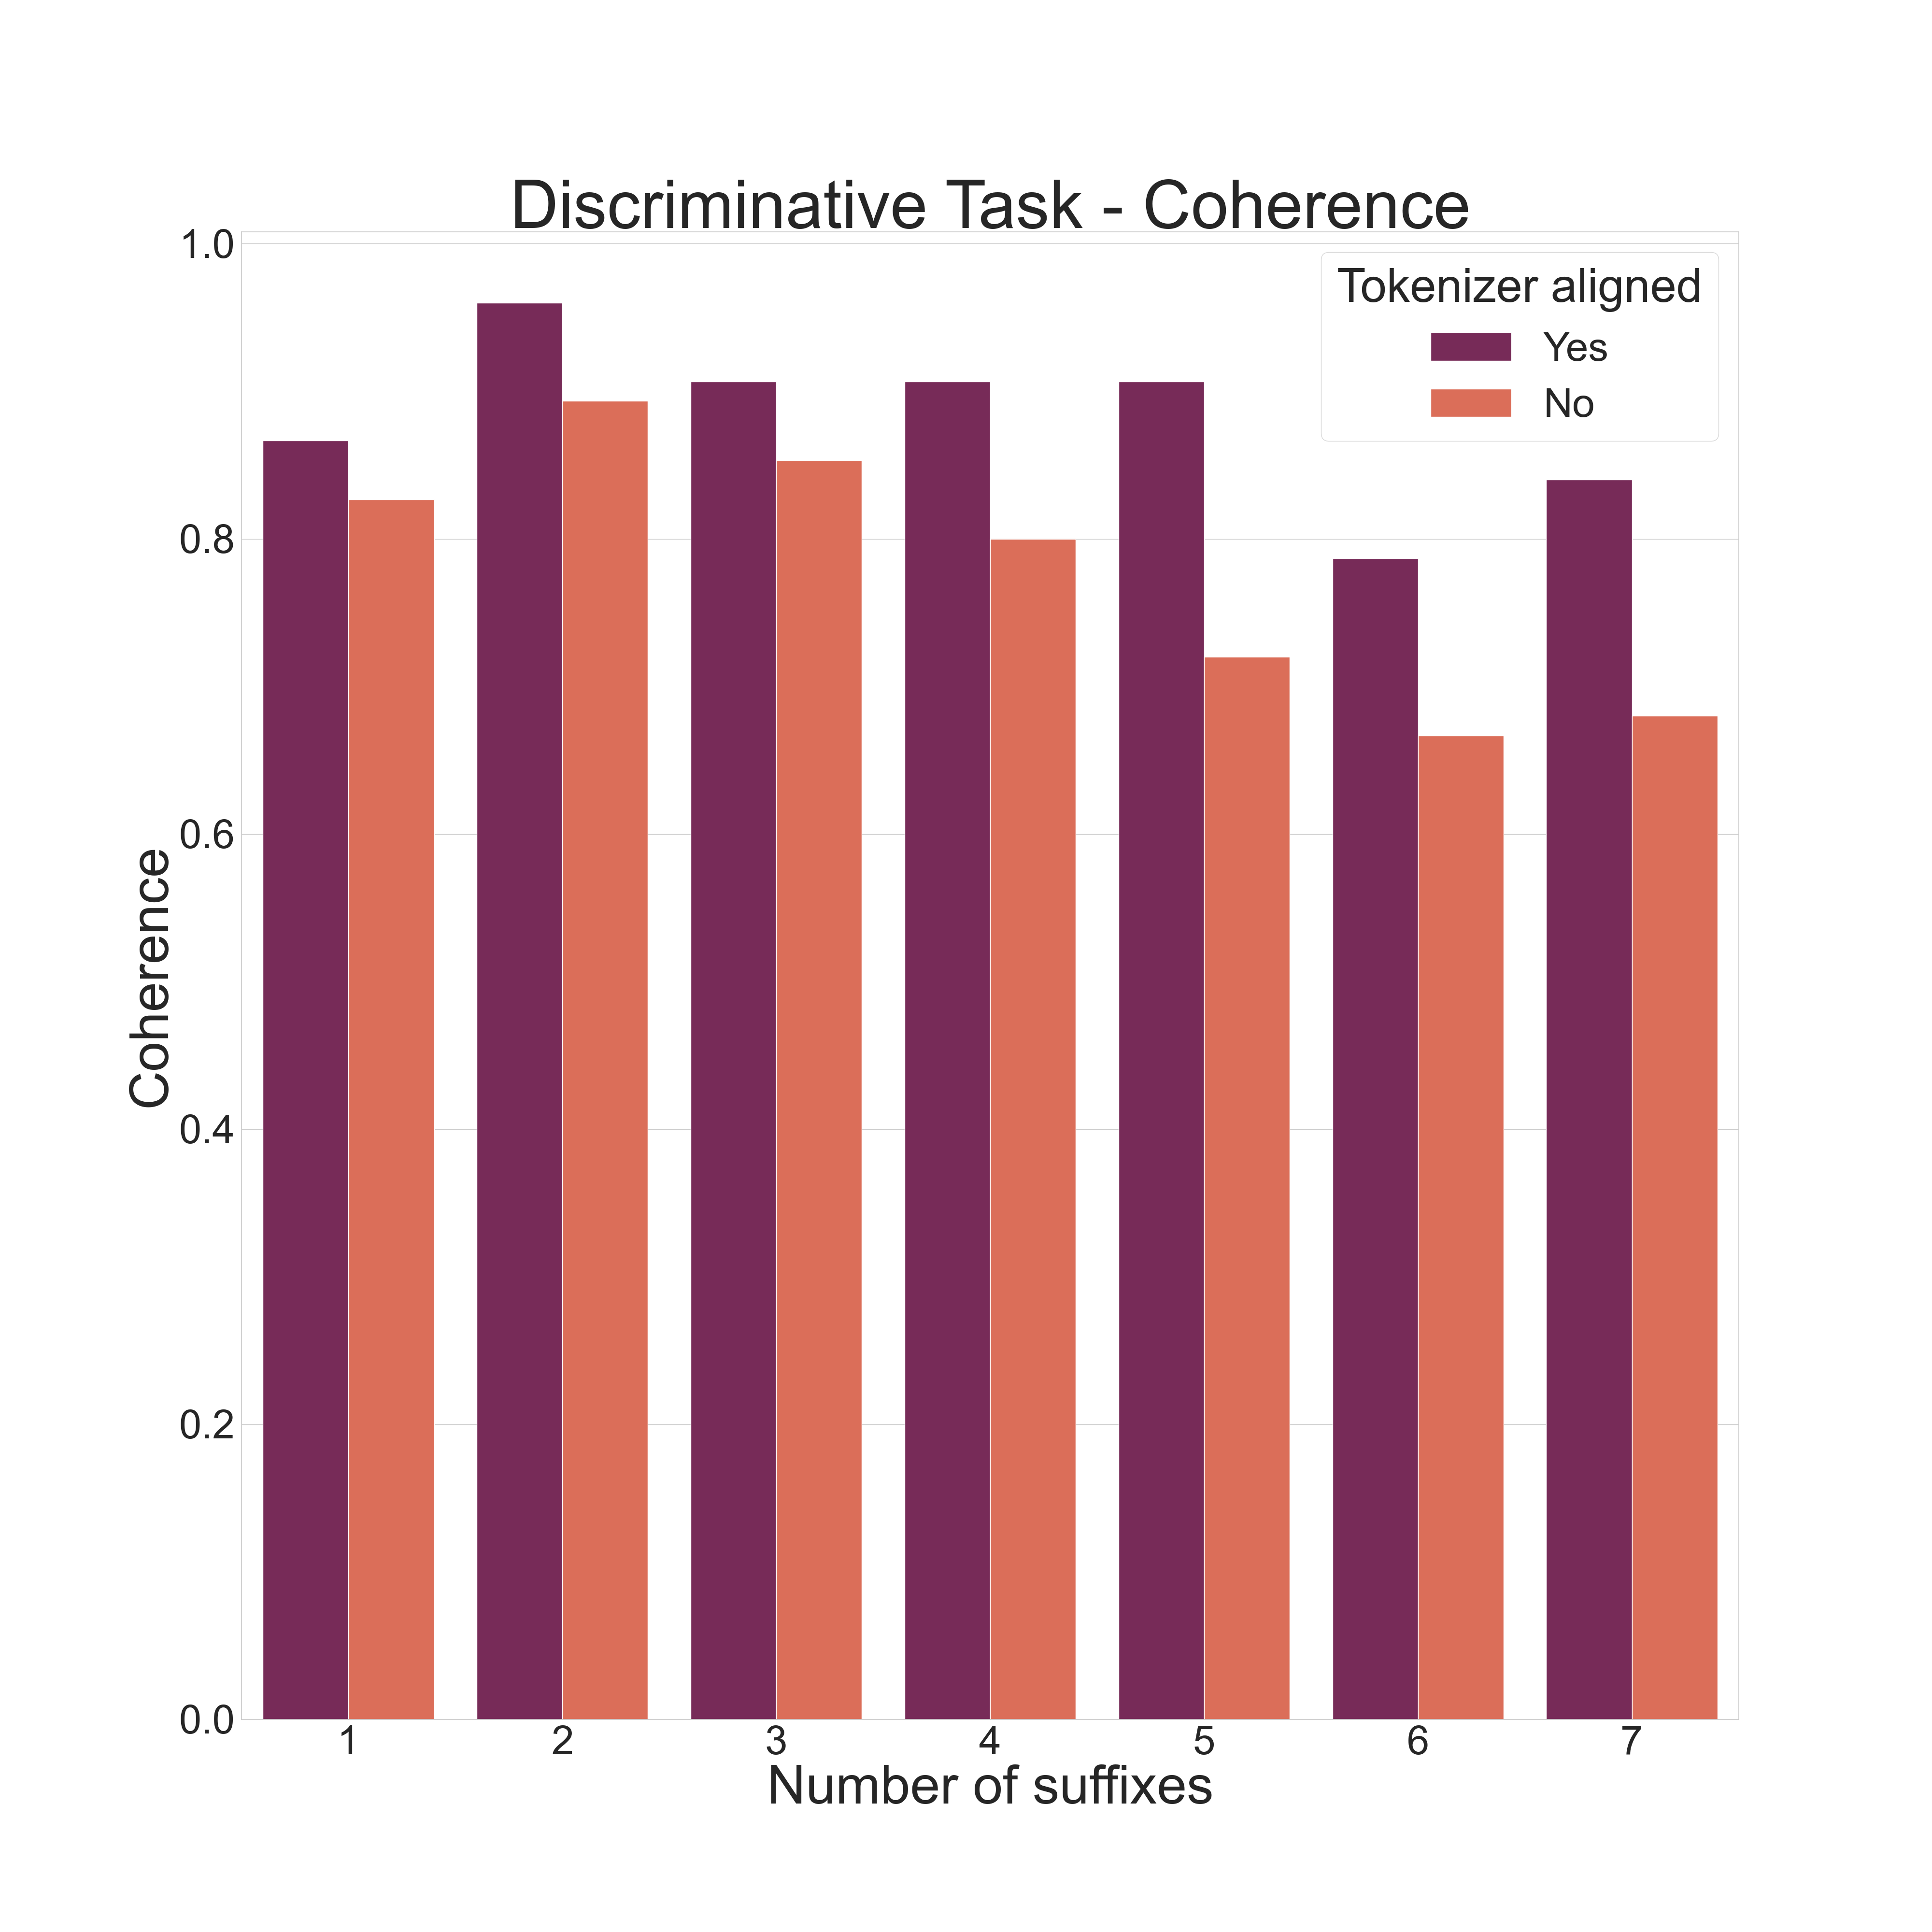 Discriminative Task - Coherence
1.0
0.8
0.6
0.4
0.2
0.0
Coherence
Tokenizer aligned
Yes
No
1 2 3 4 5 6 7
Number of suffixes